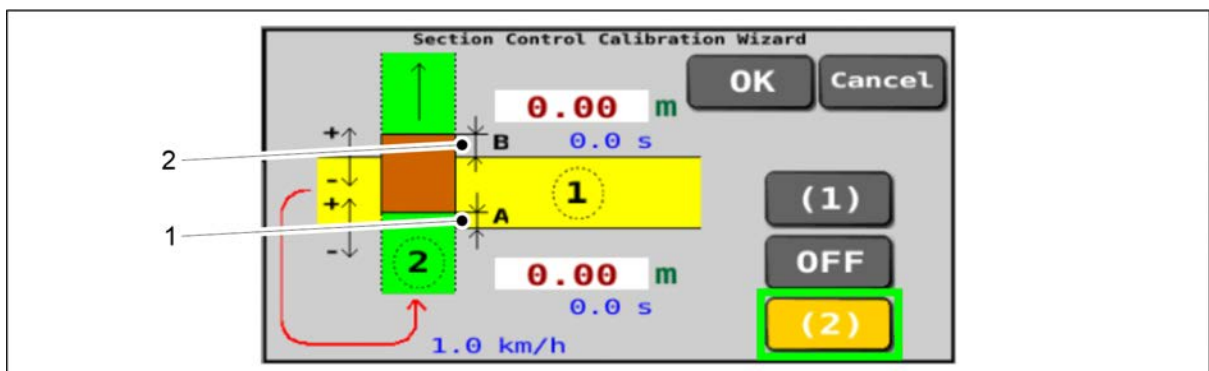 Section Control Calibration Wizard
OK
Cancel
0.00 m
+
B
0.0 s
2
-
1
(1)
+
A
1
-
2
OFF
0.00 m
0.0 s
(2)
1.0 km/h